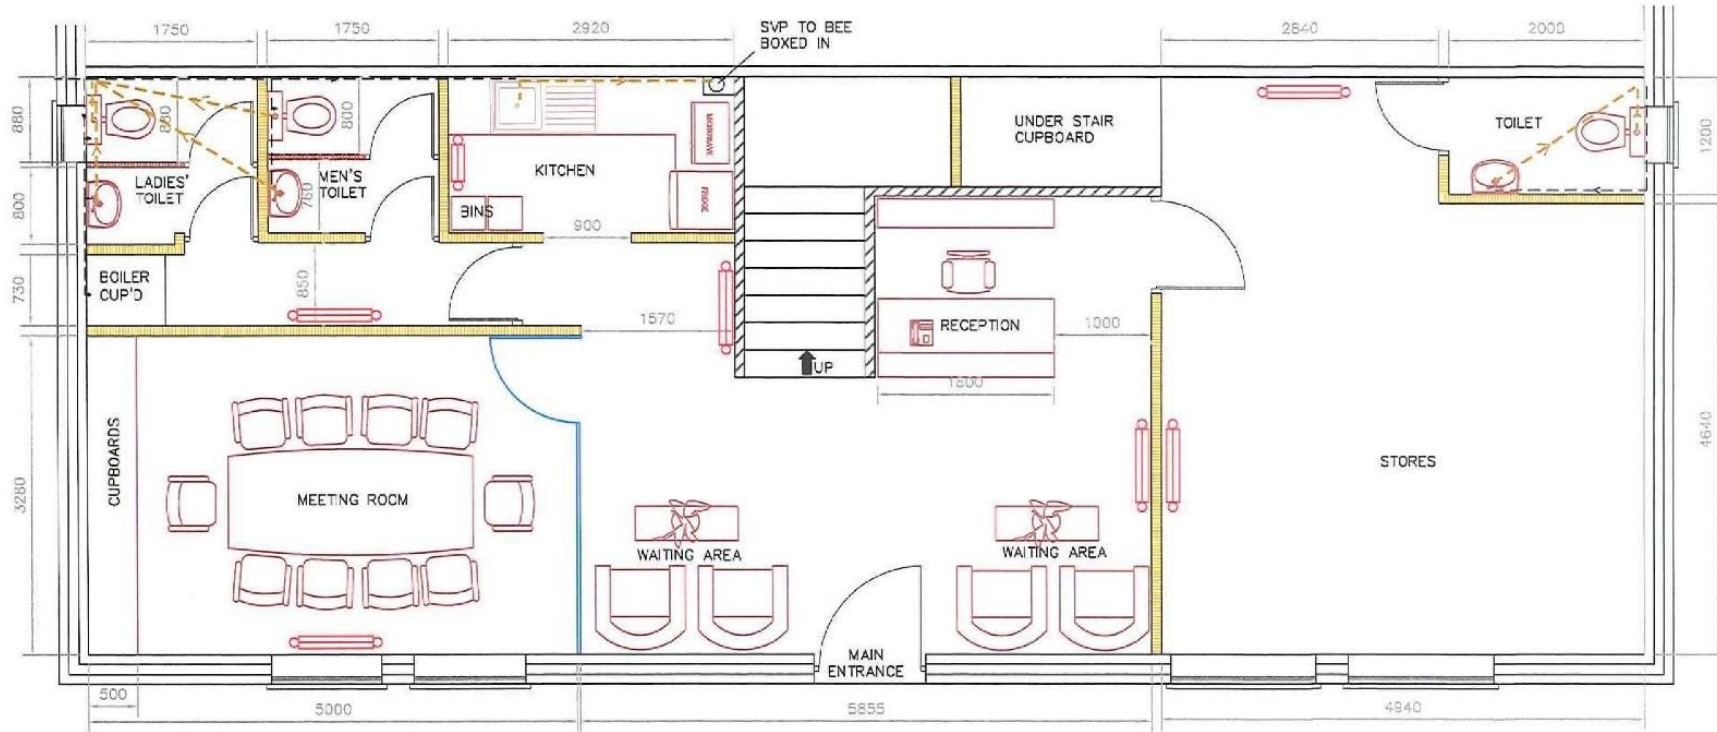 1750
1750
2920
SVP TO BEE
BOXED IN
2840
2000
880
880
800
UNDER STAIR
CUPBOARD
TOILET
1200
MICROWAVE
KITCHEN
LADIES'
TOILET
MEN'S
TOILET
760
800
FRIDGE
BINS
900
BOILER
CUP'D
730
850
1570
RECEPTION
1000
UP
1800
CUPBOARDS
3280
MEETING ROOM
STORES
4640
WAITING AREA
WAITING AREA
MAIN
ENTRANCE
500
5000
5855
4940